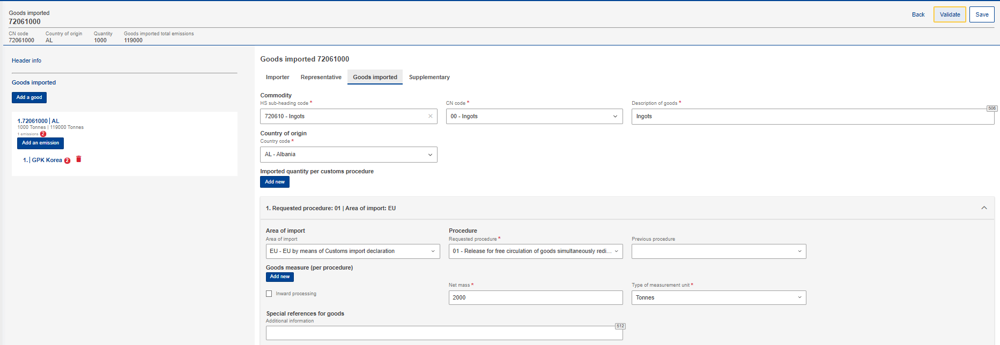 Goods imported
72061000
Back
Validate
Save
CN code Country of origin Quantity Goods imported total emissions
72061000 AL 1000 119000
Header info
Goods imported
Add a good
1.72061000 | AL
1000 Tonnes | 119000 Tonnes
1 emissions 2
Add an emission
1. | GPK Korea 2
Goods imported 72061000
Importer Representative Goods imported Supplementary
Commodity
HS sub-heading code * CN code * Description of goods *
506
720610 - Ingots 00 - Ingots Ingots
Country of origin
Country code *
AL - Albania
Imported quantity per customs procedure
Add new
1. Requested procedure: 01 | Area of import: EU
Area of import Procedure
Area of import Requested procedure * Previous procedure
EU - EU by means of Customs import declaration 01 - Release for free circulation of goods simultaneously redi...
Goods measure (per procedure)
Add new
Net mass * Type of measurement unit *
Inward processing 2000 Tonnes
Special references for goods
Additional information
512